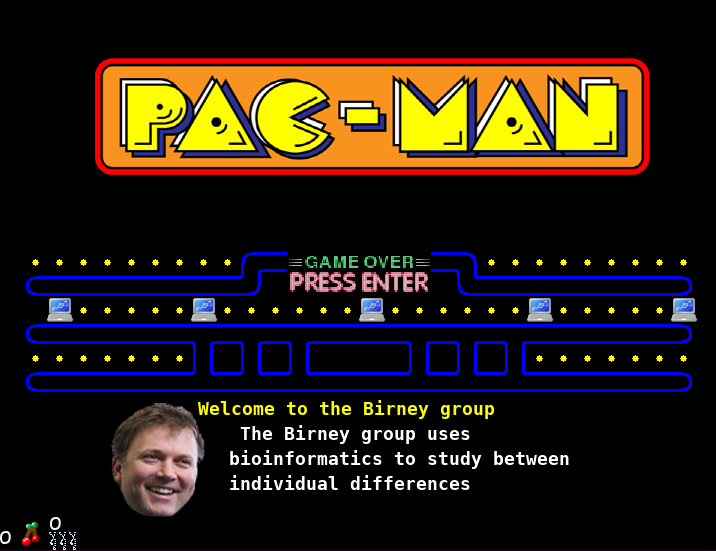 PAC-MAN
GAME OVER
PRESS ENTER
Welcome to the Birney group
The Birney group uses
bioinformatics to study between
individual differences
0
0